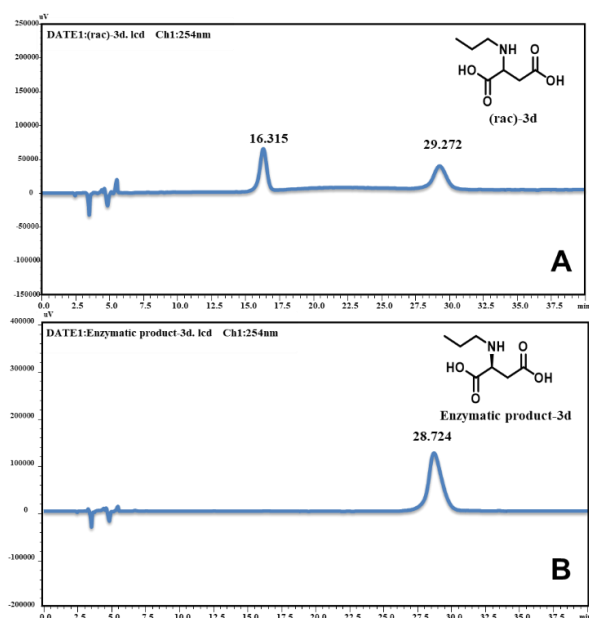 uV
250000
DATE1:(rac)-3d. lcd Ch1:254nm
200000
NH
O
HO
OH
O
150000
(rac)-3d
100000
16.315
29.272
50000
0
-50000
-100000
A
-150000
0.0 2.5 5.0 7.5 10.0 12.5 15.0 17.5 20.0 22.5 25.0 27.5 30.0 32.5 35.0 37.5 min
uV
400000
DATE1:Enzymatic product-3d. lcd Ch1:254nm
NH
O
HO
OH
O
300000
Enzymatic product-3d
200000
28.724
100000
0
-100000
B
-200000
0.0 2.5 5.0 7.5 10.0 12.5 15.0 17.5 20.0 22.5 25.0 27.5 30.0 32.5 35.0 37.5 min